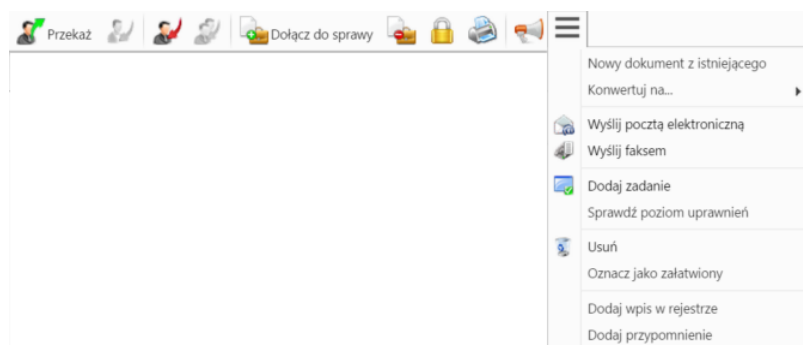 Przekaż
Dołącz do sprawy
Nowy dokument z istniejącego
Konwertuj na...
Wyślij pocztą elektroniczną
Wyślij faksem
Dodaj zadanie
Sprawdź poziom uprawnień
Usuń
Oznacz jako załatwiony
Dodaj wpis w rejestrze
Dodaj przypomnienie